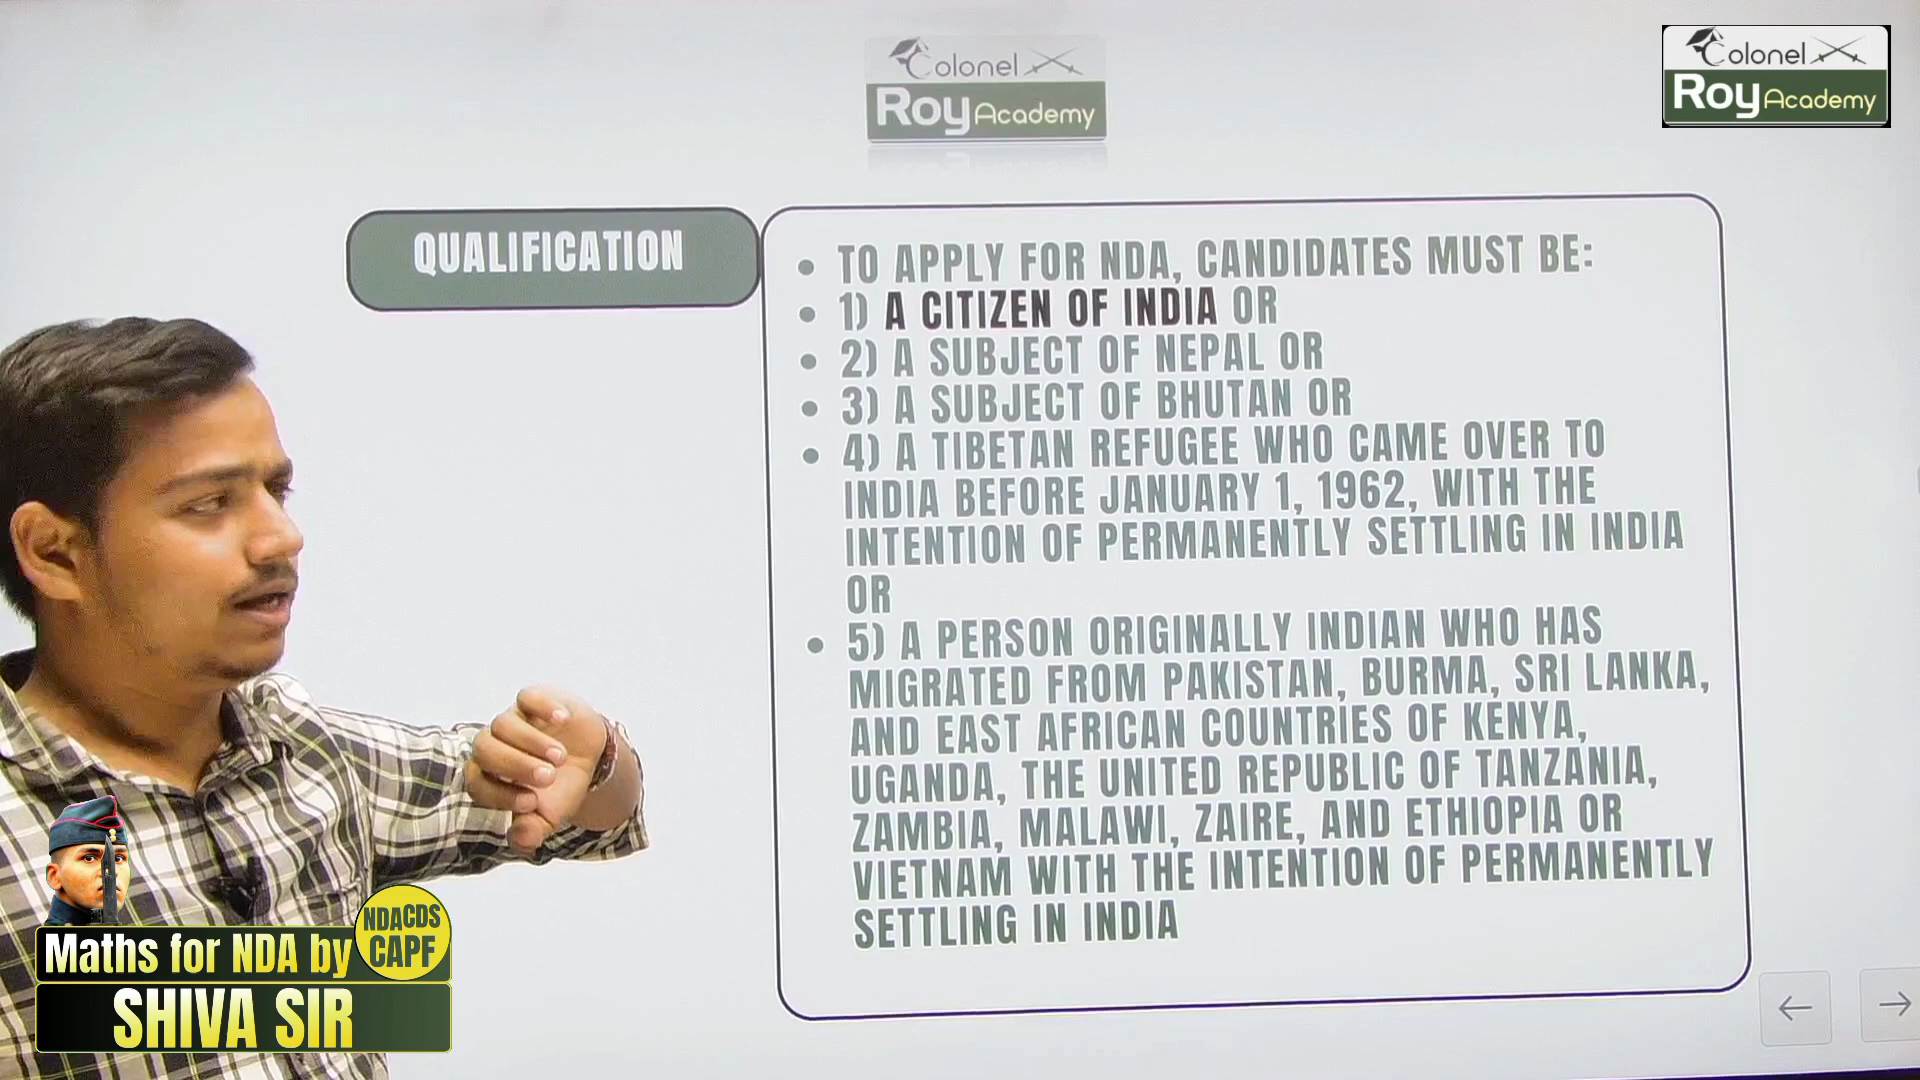 Colonel
Roy Academy
Colonel
Roy Academy
QUALIFICATION
• TO APPLY FOR NDA, CANDIDATES MUST BE:
• 1) A CITIZEN OF INDIA OR
• 2) A SUBJECT OF NEPAL OR
• 3) A SUBJECT OF BHUTAN OR
• 4) A TIBETAN REFUGEE WHO CAME OVER TO
INDIA BEFORE JANUARY 1, 1962, WITH THE
INTENTION OF PERMANENTLY SETTLING IN INDIA
OR
• 5) A PERSON ORIGINALLY INDIAN WHO HAS
MIGRATED FROM PAKISTAN, BURMA, SRI LANKA,
AND EAST AFRICAN COUNTRIES OF KENYA,
UGANDA, THE UNITED REPUBLIC OF TANZANIA,
ZAMBIA, MALAWI, ZAIRE, AND ETHIOPIA OR
VIETNAM WITH THE INTENTION OF PERMANENTLY
SETTLING IN INDIA
NDA CDS
CAPF
Maths for NDA by
SHIVA SIR